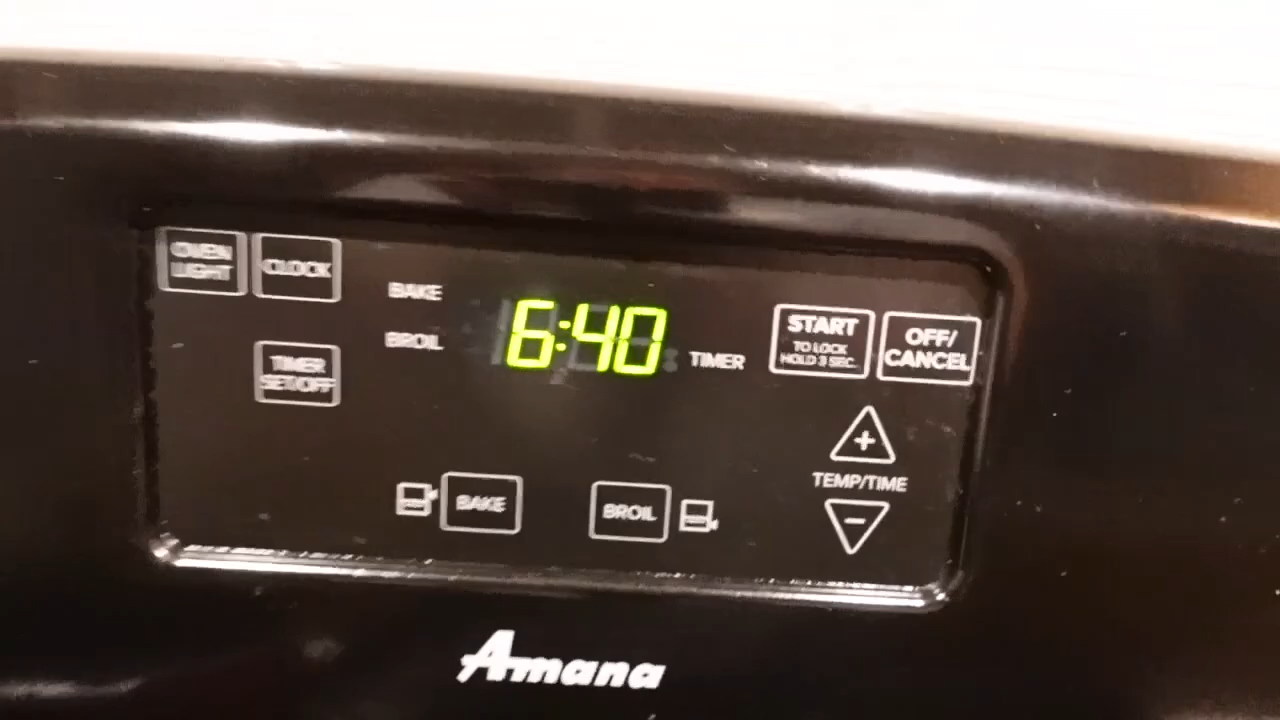 OVEN
LIGHT
CLOCK
BAKE
BROIL
6:40
TIMER
START
TO LOCK
HOLD 3 SEC.
OFF/
CANCEL
TIMER
SET/OFF
TEMP/TIME
BAKE
BROIL
Amana